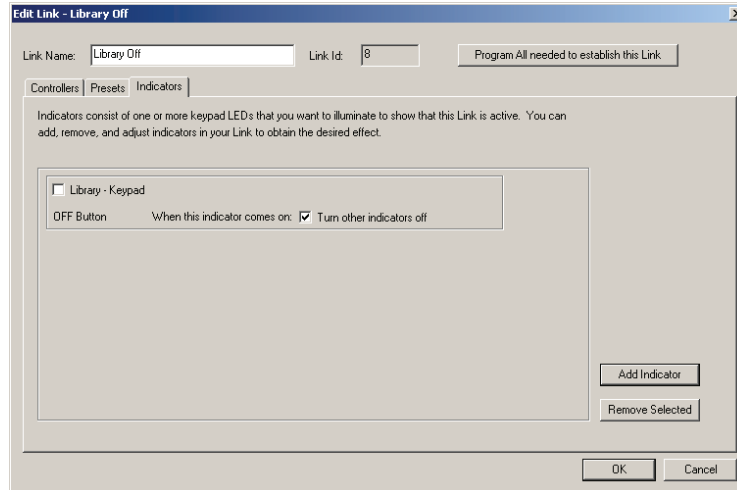 Edit Link - Library Off
Link Name: Library Off Link Id: 8 Program All needed to establish this Link
Controllers Presets Indicators
Indicators consist of one or more keypad LEDs that you want to illuminate to show that this Link is active. You can
add, remove, and adjust indicators in your Link to obtain the desired effect.
Library - Keypad
OFF Button When this indicator comes on: Turn other indicators off
Add Indicator
Remove Selected
OK Cancel